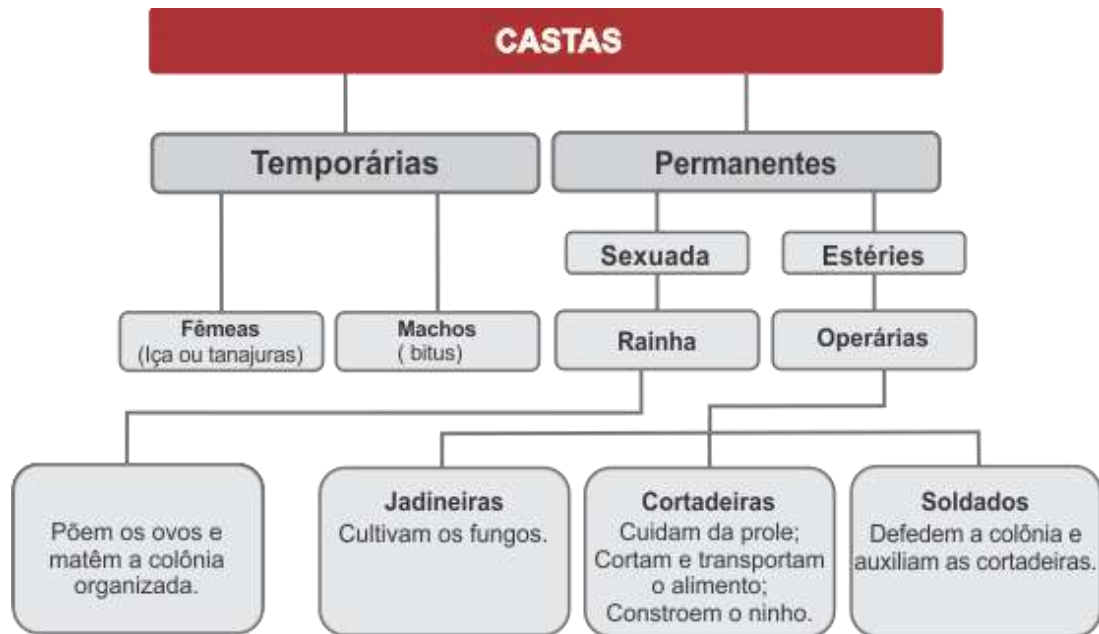 CASTAS
Temporárias
Permanentes
Sexuada
Estéries
Fêmeas
(Iça ou tanajuras)
Machos
( bitus)
Rainha
Operárias
Põem os ovos e
matêm a colônia
organizada.
Jadineiras
Cultivam os fungos.
Cortadeiras
Cuidam da prole;
Cortam e transportam
o alimento;
Constroem o ninho.
Soldados
Defedem a colônia e
auxiliam as cortadeiras.